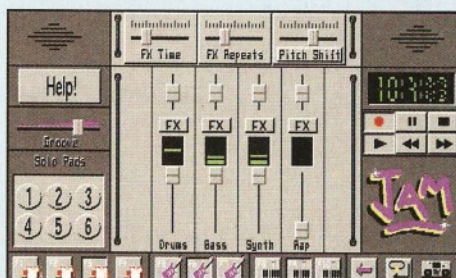 FX Time FX Repeats Pitch Shift
Help!
Groove
Solo Pads
1 2 3
4 5 6
FX FX FX FX
Drums Bass Synth Rap
JAM